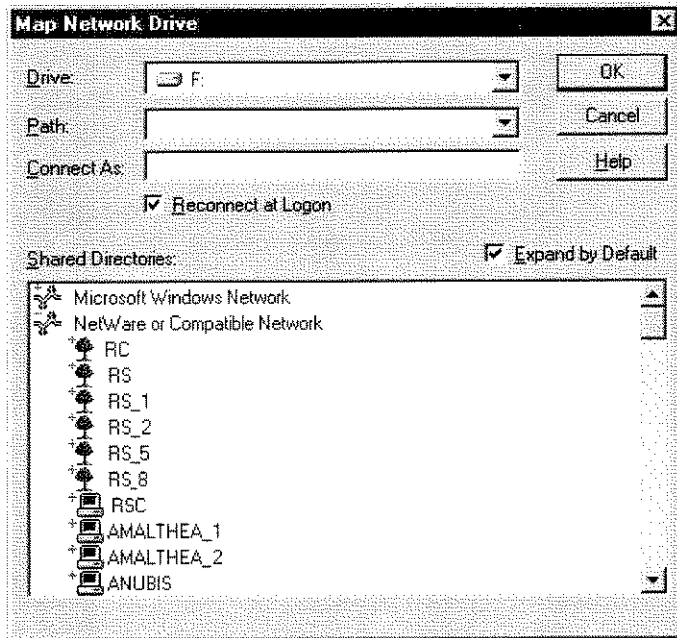 Map Network Drive
Drive: F: OK
Path: Cancel
Connect As: Help
Reconnect at Logon
Shared Directories: Expand by Default
Microsoft Windows Network
NetWare or Compatible Network
RC
RS
RS_1
RS_2
RS_5
RS_8
RSC
AMALTHEA_1
AMALTHEA_2
ANUBIS